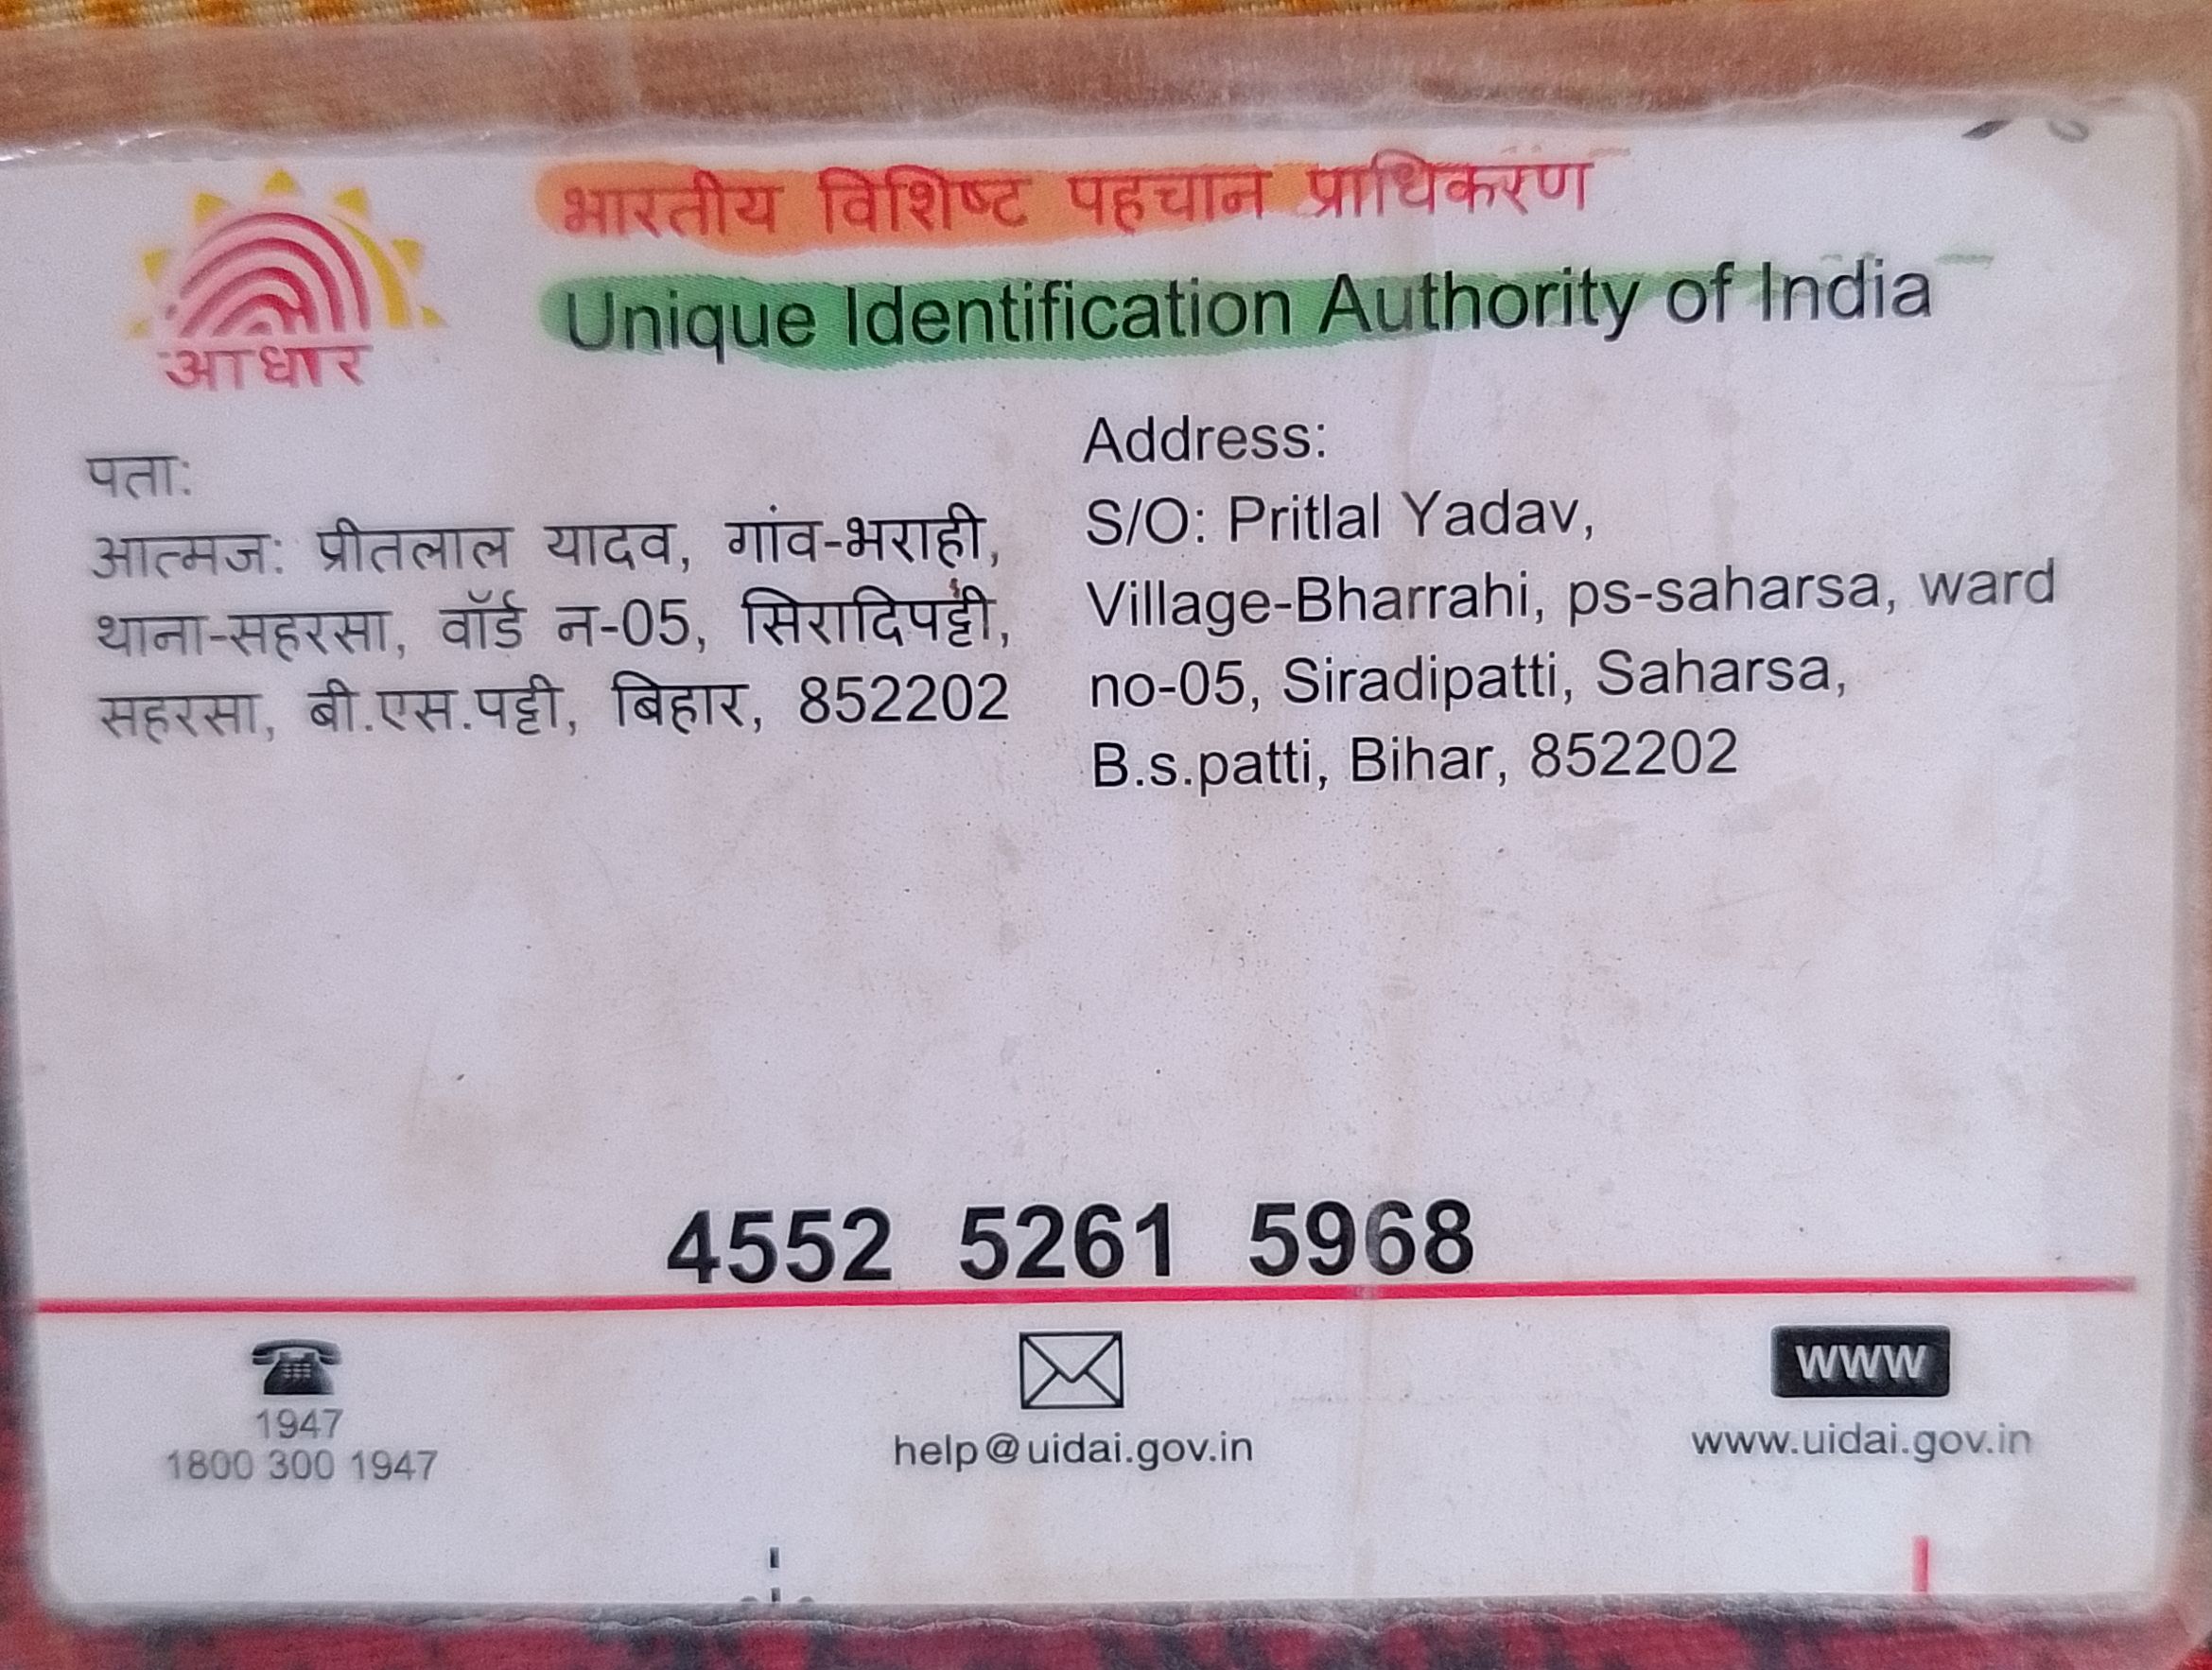 भारतीय विशिष्ट पहचान प्राधिकरण
Unique Identification Authority of India
आधार
पता:
आत्मज: प्रीतलाल यादव, गांव-भराही,
थाना-सहरसा, वॉर्ड न-05, सिरादिपट्टी,
सहरसा, बी.एस.पट्टी, बिहार, 852202
Address:
S/O: Pritlal Yadav,
Village-Bharrahi, ps-saharsa, ward
no-05, Siradipatti, Saharsa,
B.s.patti, Bihar, 852202
4552 5261 5968
1947
1800 300 1947
help@uidai.gov.in
www
www.uidai.gov.in